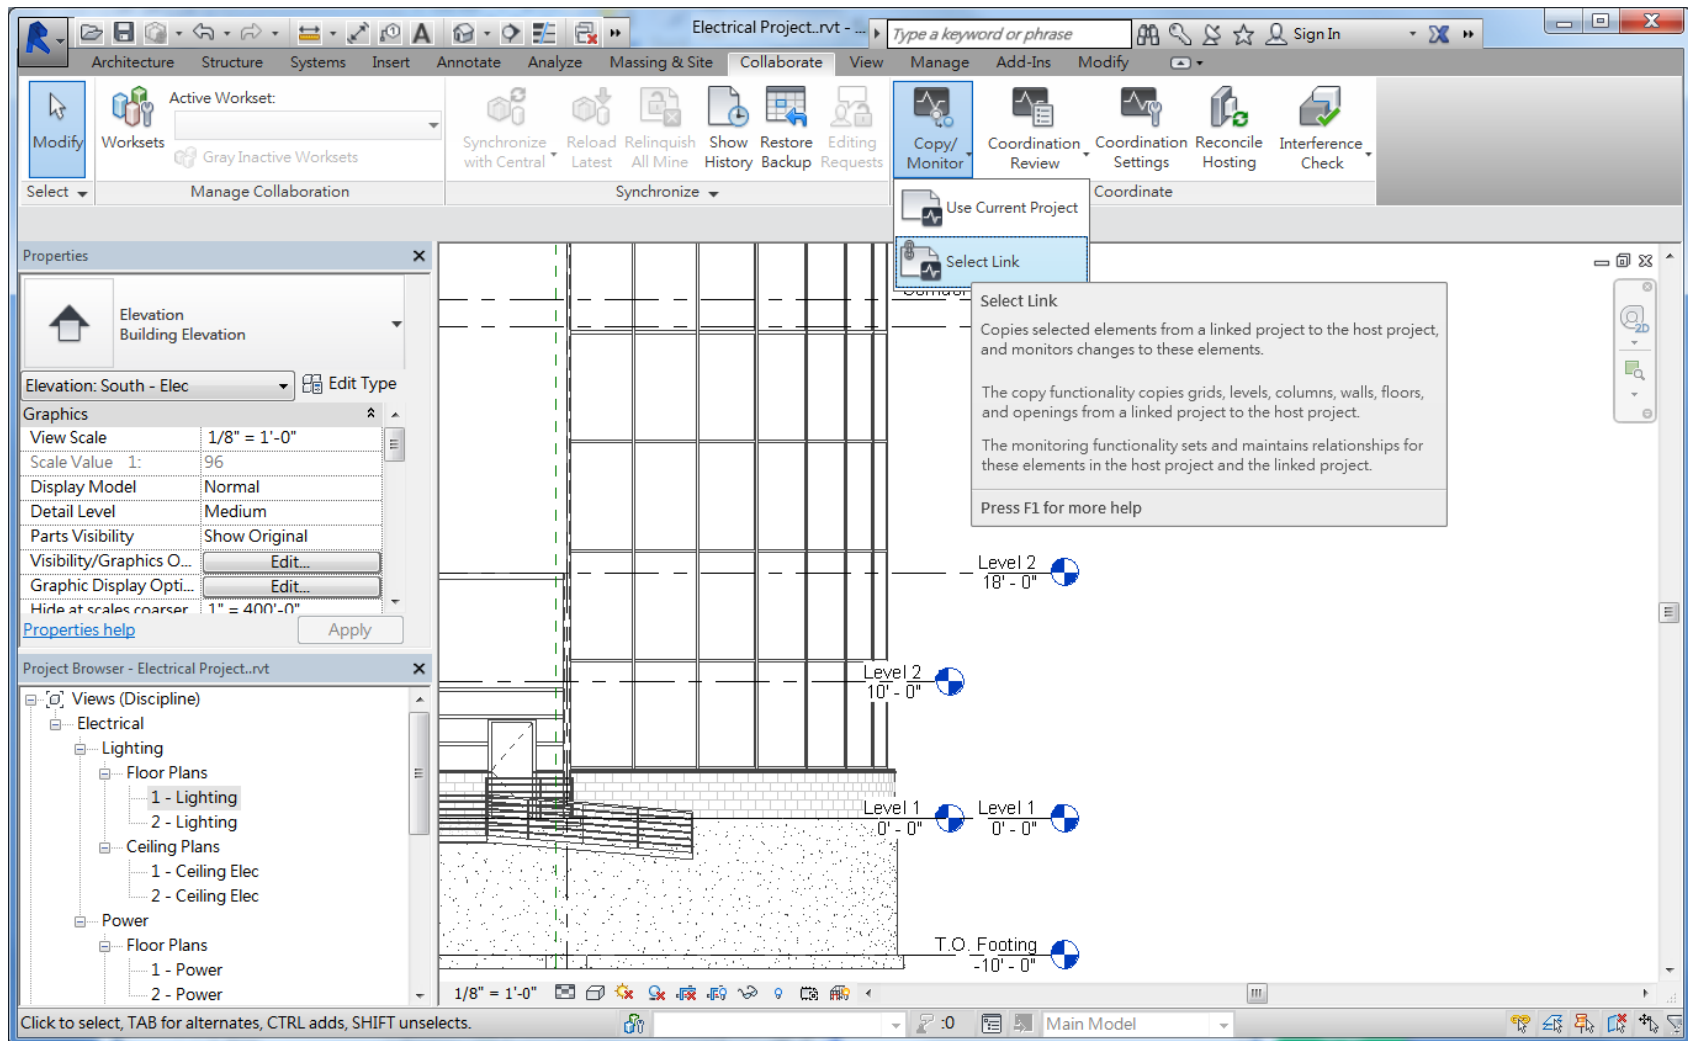 Electrical Project..rvt - ...
Type a keyword or phrase
Sign In
Architecture Structure Systems Insert Annotate Analyze Massing & Site Collaborate View Manage Add-Ins Modify
Modify
Worksets
Active Workset:
Gray Inactive Worksets
Synchronize with Central
Reload Latest
Relinquish All Mine
Show History
Restore Backup
Editing Requests
Copy/ Monitor
Coordination Review
Coordination Settings
Reconcile Hosting
Interference Check
Select
Manage Collaboration
Synchronize
Coordinate
Use Current Project
Select Link
Select Link
Copies selected elements from a linked project to the host project,
and monitors changes to these elements.
The copy functionality copies grids, levels, columns, walls, floors,
and openings from a linked project to the host project.
The monitoring functionality sets and maintains relationships for
these elements in the host project and the linked project.
Press F1 for more help
Properties
Elevation
Building Elevation
Elevation: South - Elec
Edit Type
Graphics
View Scale 1/8" = 1'-0"
Scale Value 1: 96
Display Model Normal
Detail Level Medium
Parts Visibility Show Original
Visibility/Graphics O... Edit...
Graphic Display Opti... Edit...
Hide at scales coarser 1" = 400'-0"
Properties help
Apply
Project Browser - Electrical Project..rvt
Views (Discipline)
Electrical
Lighting
Floor Plans
1 - Lighting
2 - Lighting
Ceiling Plans
1 - Ceiling Elec
2 - Ceiling Elec
Power
Floor Plans
1 - Power
2 - Power
2D
Level 2
18' - 0"
Level 2
10' - 0"
Level 1
0' - 0"
Level 1
0' - 0"
T.O. Footing
-10' - 0"
1/8" = 1'-0"
Click to select, TAB for alternates, CTRL adds, SHIFT unselects.
:0
Main Model